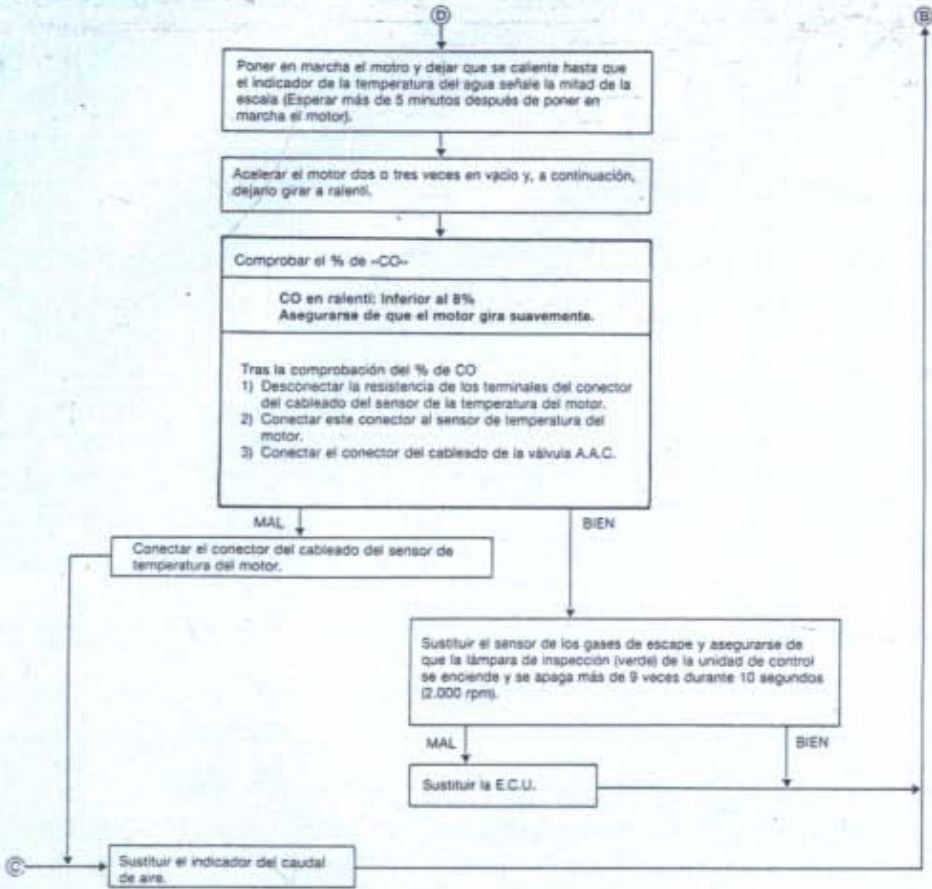 D
B
Poner en marcha el motro y dejar que se caliente hasta que
el indicador de la temperatura del agua señale la mitad de la
escala (Esperar más de 5 minutos después de poner en
marcha el motor).
Acelerar el motor dos o tres veces en vacío y, a continuación,
dejarlo girar a ralentí.
Comprobar el % de «CO»
CO en ralentí: Inferior al 8%
Asegurarse de que el motor gira suavemente.
Tras la comprobación del % de CO
1) Desconectar la resistencia de los terminales del conector
del cableado del sensor de la temperatura del motor.
2) Conectar este conector al sensor de temperatura del
motor.
3) Conectar el conector del cableado de la válvula A.A.C.
MAL
BIEN
Conectar el conector del cableado del sensor de
temperatura del motor.
Sustituir el sensor de los gases de escape y asegurarse de
que la lámpara de inspección (verde) de la unidad de control
se enciende y se apaga más de 9 veces durante 10 segundos
(2.000 rpm).
MAL
BIEN
Sustituir la E.C.U.
C
Sustituir el indicador del caudal
de aire.